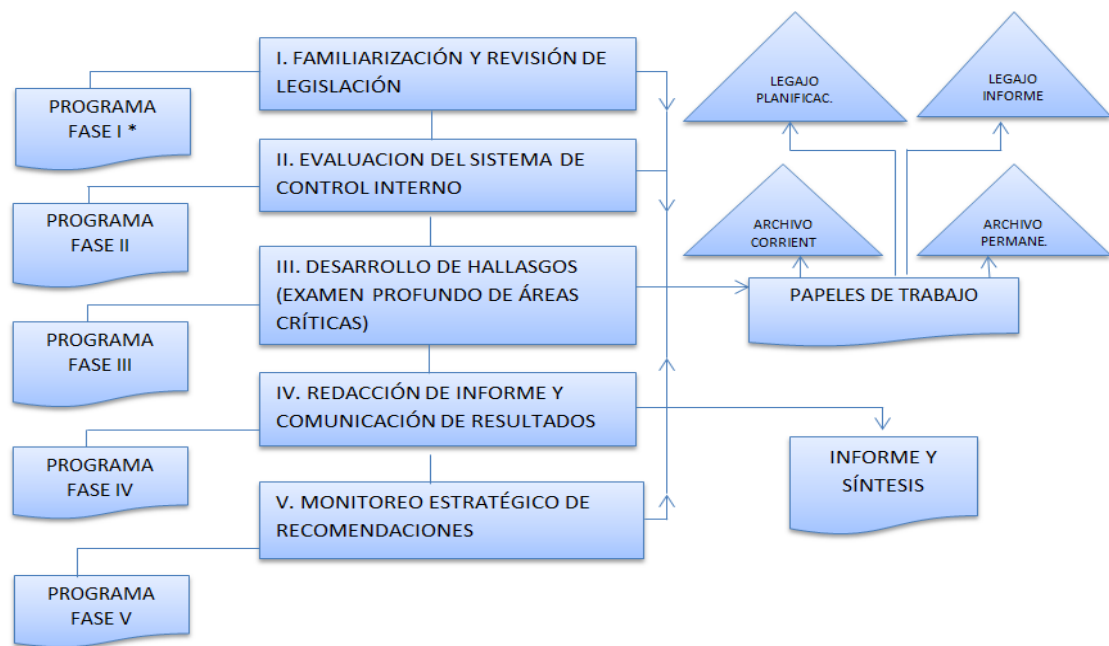 I. FAMILIARIZACIÓN Y REVISIÓN DE
LEGISLACIÓN
PROGRAMA
FASE I *
II. EVALUACION DEL SISTEMA DE
CONTROL INTERNO
PROGRAMA
FASE II
III. DESARROLLO DE HALLASGOS
(EXAMEN PROFUNDO DE ÁREAS
CRÍTICAS)
PROGRAMA
FASE III
IV. REDACCIÓN DE INFORME Y
COMUNICACIÓN DE RESULTADOS
PROGRAMA
FASE IV
V. MONITOREO ESTRATÉGICO DE
RECOMENDACIONES
PROGRAMA
FASE V
LEGAJO
PLANIFICAC.
LEGAJO
INFORME
ARCHIVO
CORRIENT
ARCHIVO
PERMANE.
PAPELES DE TRABAJO
INFORME Y
SÍNTESIS